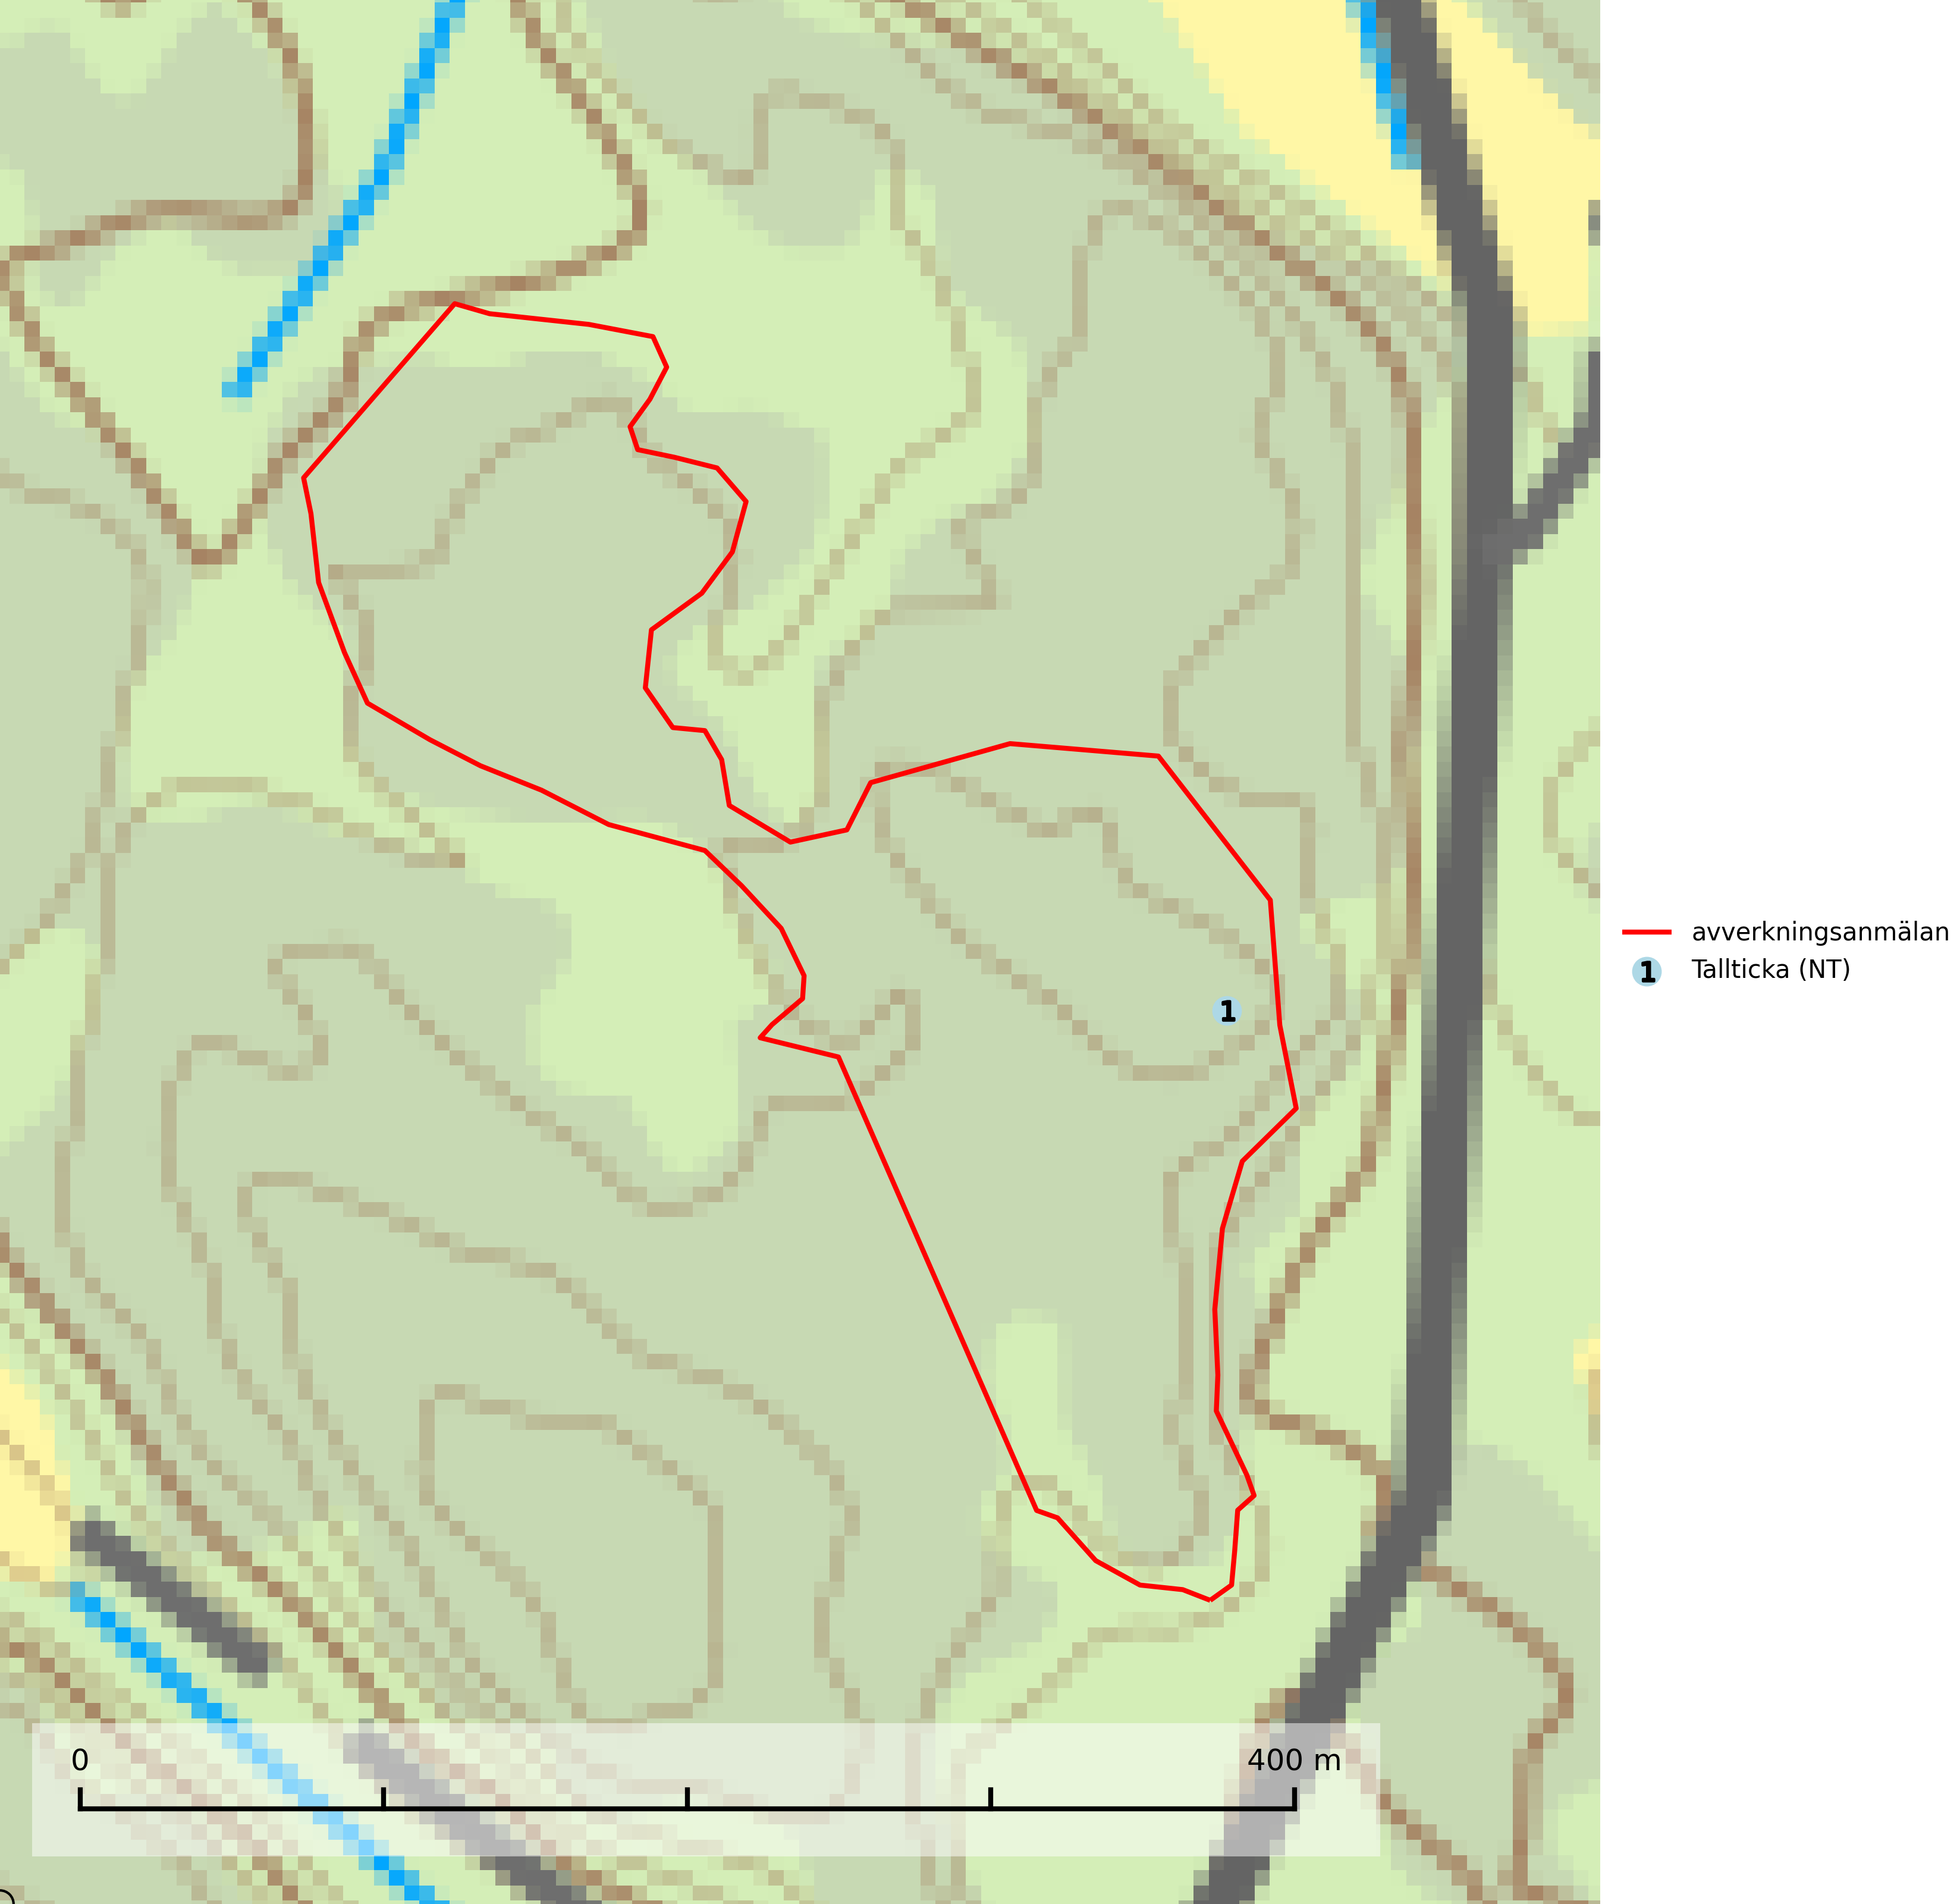 avverkningsanmälan
1 Tallticka (NT)
1
0 400 m